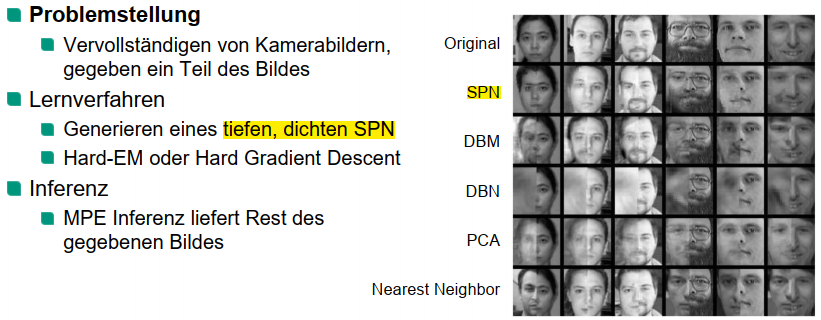 Problemstellung
Vervollständigen von Kamerabildern,
gegeben ein Teil des Bildes
Lernverfahren
Generieren eines tiefen, dichten SPN
Hard-EM oder Hard Gradient Descent
Inferenz
MPE Inferenz liefert Rest des
gegebenen Bildes
Original
SPN
DBM
DBN
PCA
Nearest Neighbor